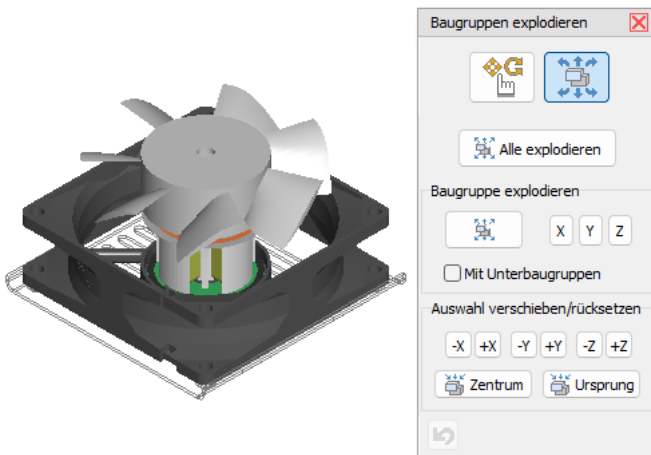 Baugruppen explodieren
Alle explodieren
Baugruppe explodieren
X Y Z
Mit Unterbaugruppen
Auswahl verschieben/rücksetzen
-X +X -Y +Y -Z +Z
Zentrum Ursprung